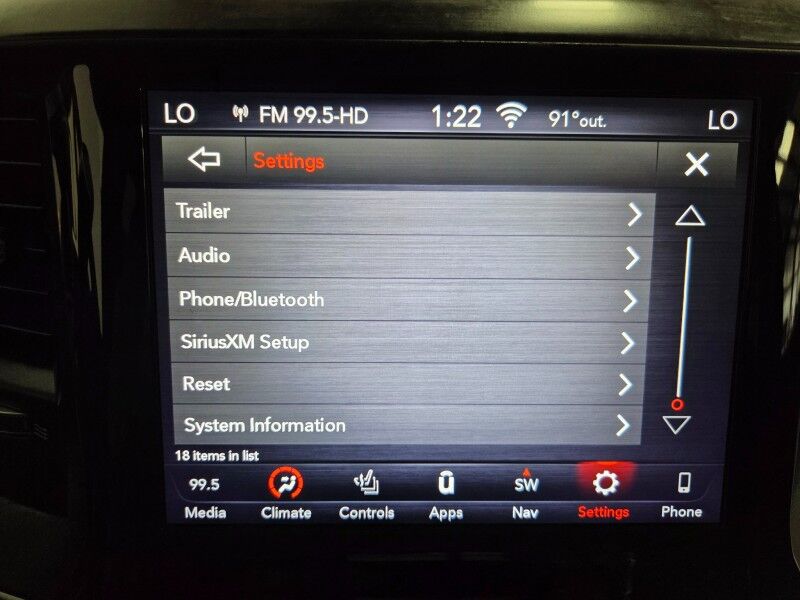 LO FM 99.5-HD 1:22 91°out. LO
Settings
Trailer
Audio
Phone/Bluetooth
SiriusXM Setup
Reset
System Information
18 items in list
99.5 SW
Media Climate Controls Apps Nav Settings Phone